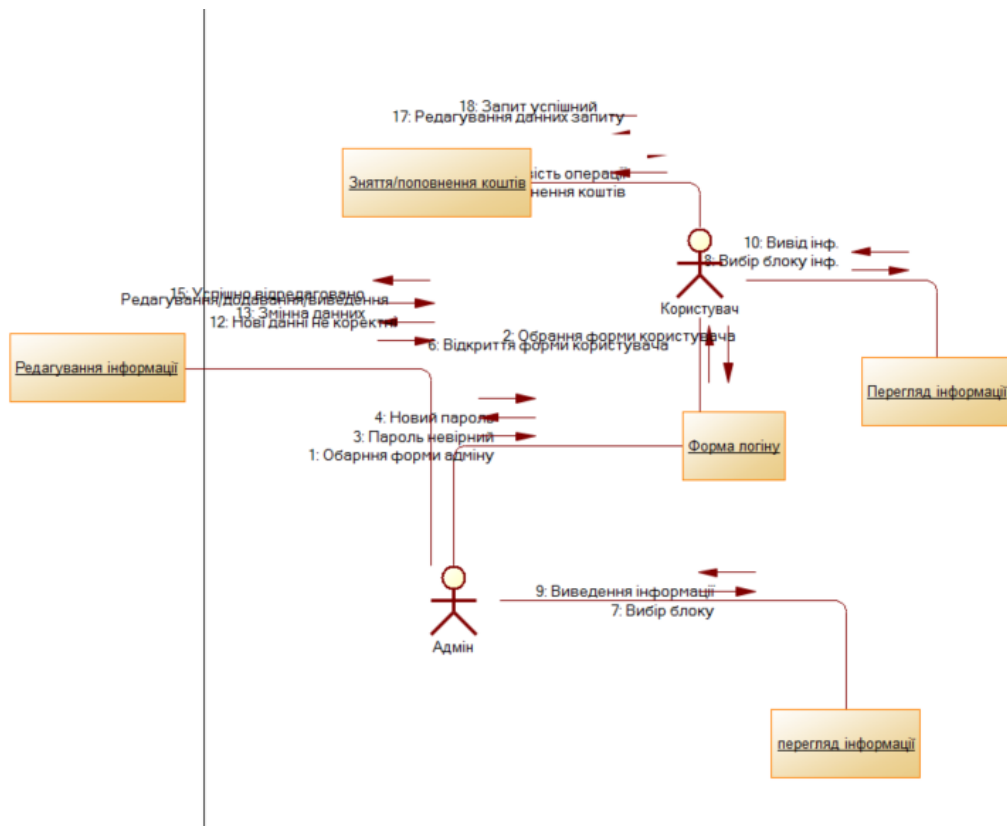 18: Запит успішний
17: Редагування данних запиту
Зняття/поповнення коштів
вість операції
нення коштів
10: Вивід інф.
8: Вибір блоку інф.
Користувач
15: Успішно відредаговано
Редагування/додавання/виведення
13: Змінна данних
12: Нові данні не коректні
2: Обрання форми користувача
6: Відкриття форми користувача
Редагування інформації
Перегляд інформації
4: Новий пароль
3: Пароль невірний
1: Обарння форми адміну
Форма логіну
9: Виведення інформації
7: Вибір блоку
Адмін
перегляд інформації